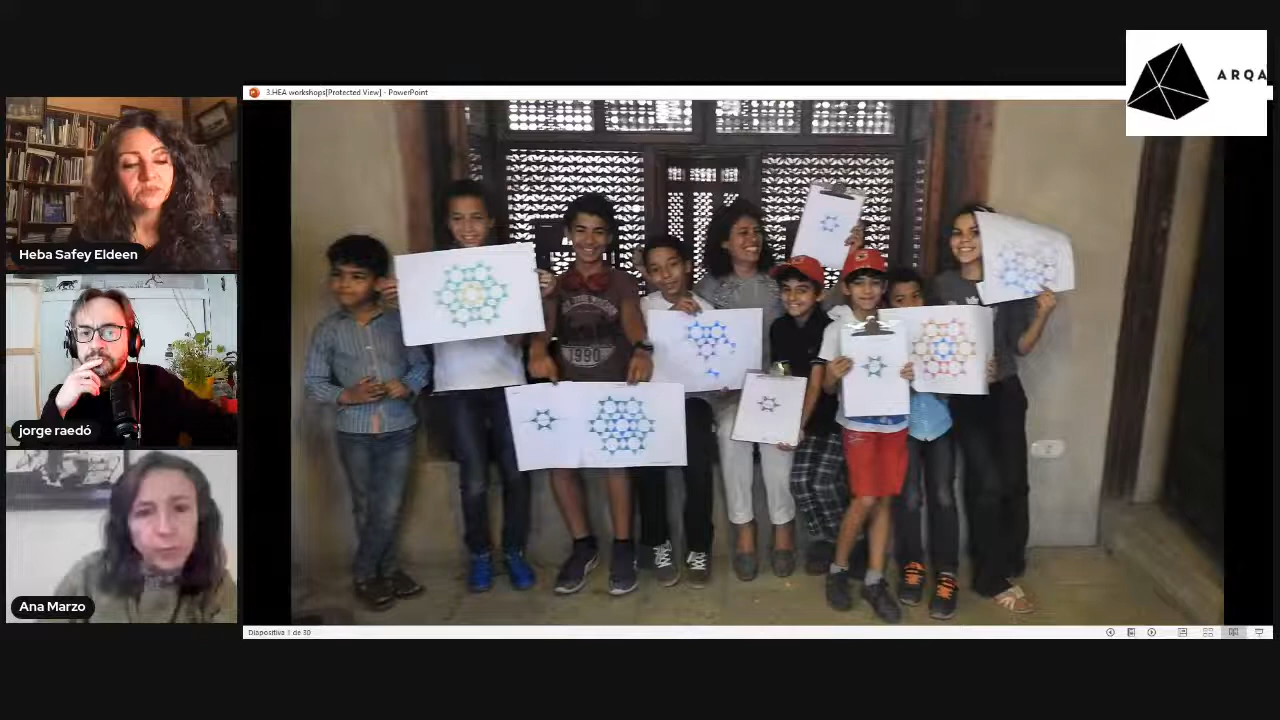 ARQA
3.HEA workshops[Protected View] - PowerPoint
Heba Safey Eldeen
jorge raedó
Ana Marzo
1990
Diapositiva 1 de 30